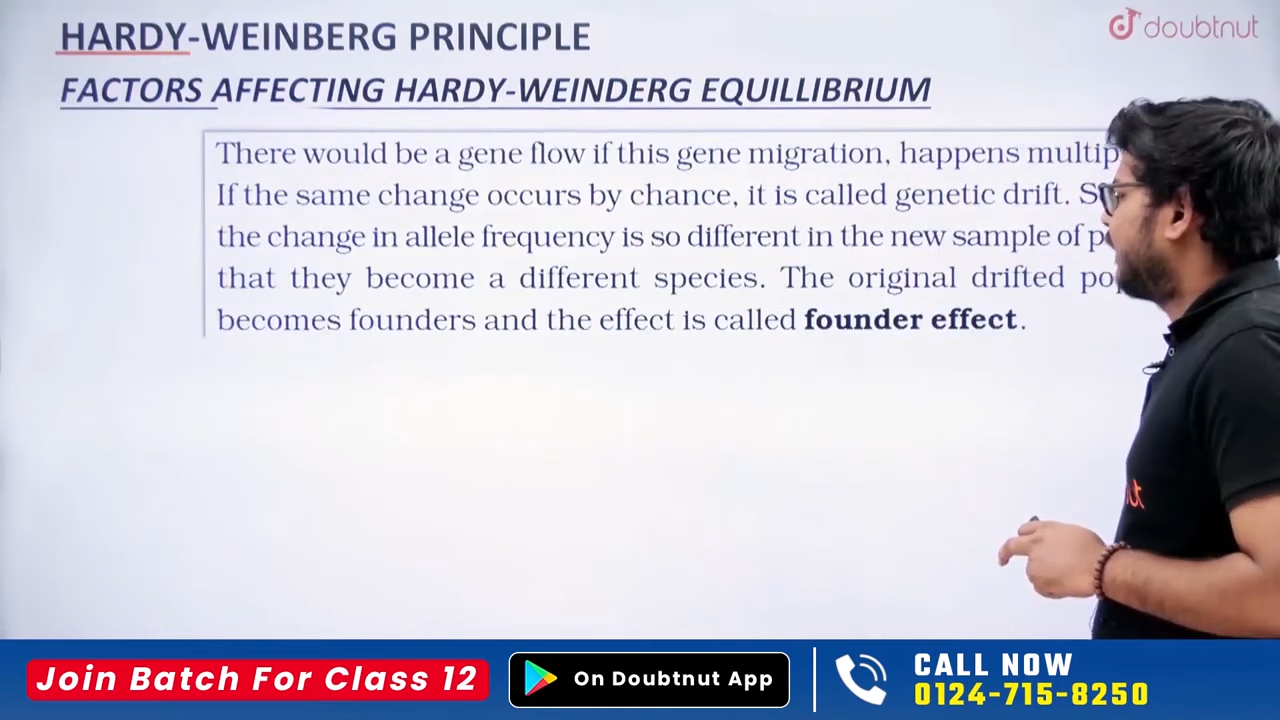 HARDY-WEINBERG PRINCIPLE
doubtnut
FACTORS AFFECTING HARDY-WEINDERG EQUILLIBRIUM
There would be a gene flow if this gene migration, happens
If the same change occurs by chance, it is called genetic drift.
the change in allele frequency is so different in the new sample of
that they become a different species. The original drifted
becomes founders and the effect is called founder effect.
Join Batch For Class 12
On Doubtnut App
CALL NOW
0124-715-8250